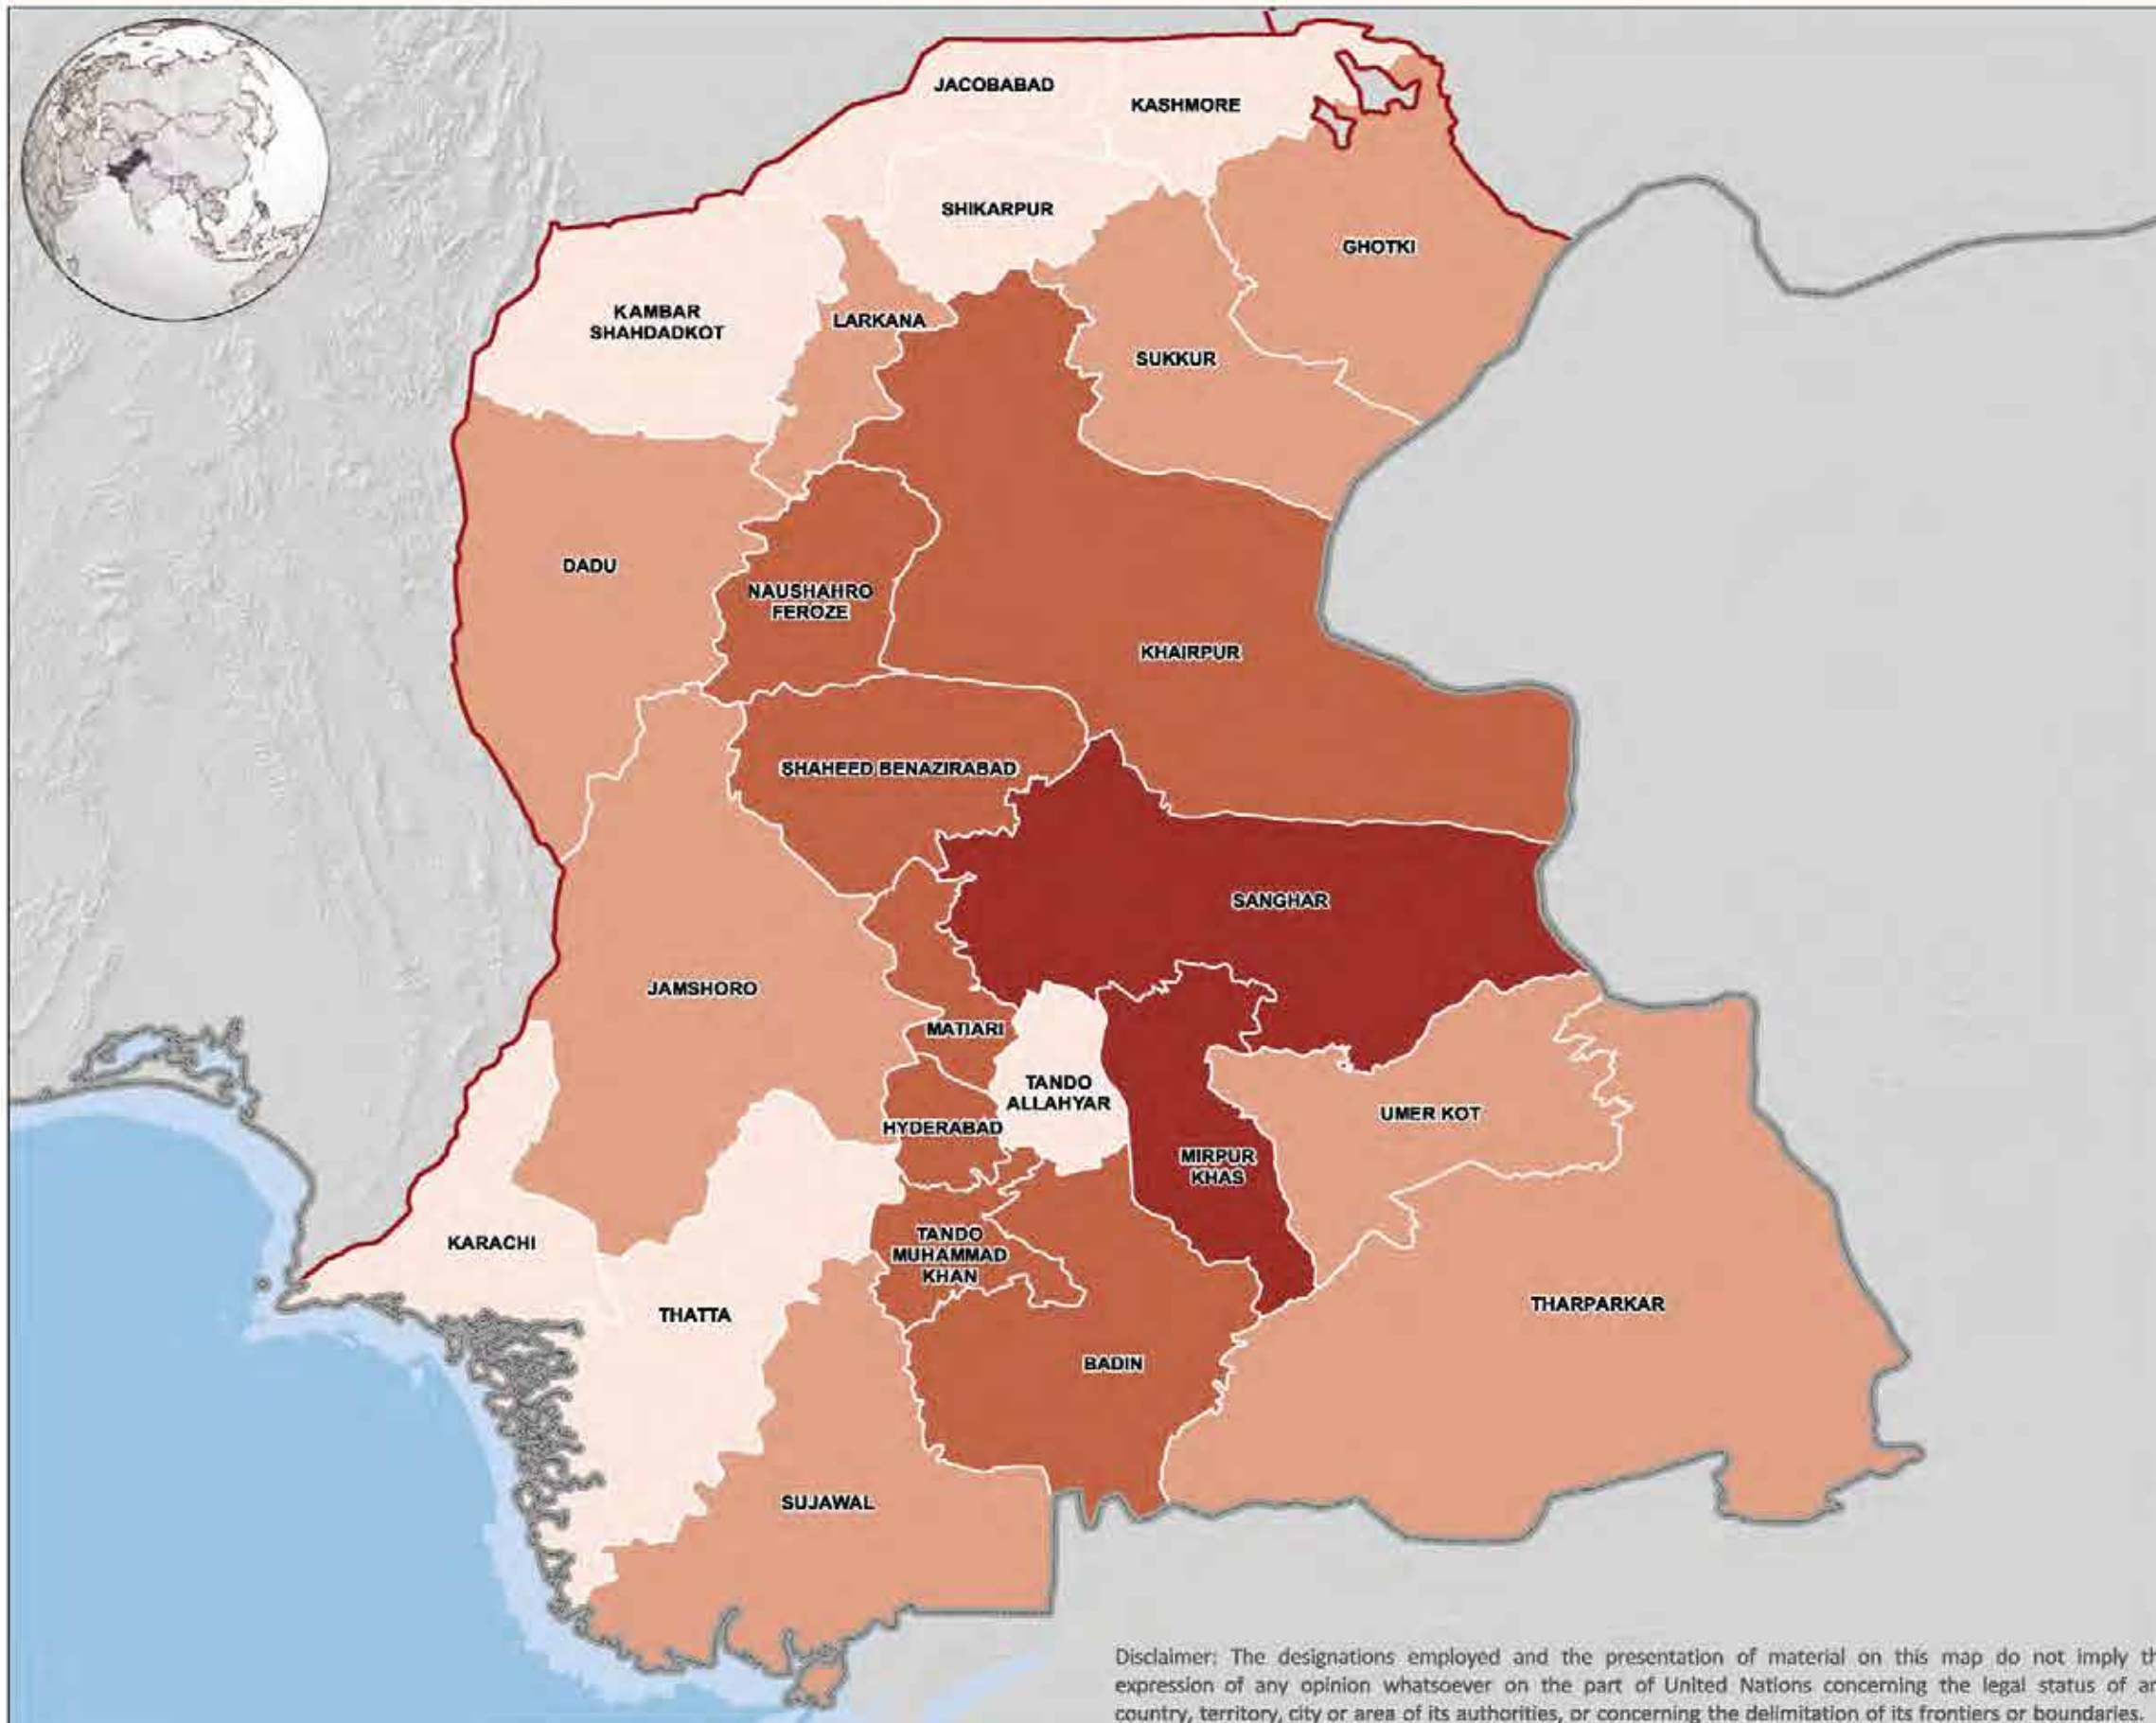 JACOBABAD
KASHMORE
SHIKARPUR
GHOTKI
KAMBAR
SHAHDADKOT
LARKANA
SUKKUR
DADU
NAUSHAHRO
FEROZE
KHAIRPUR
SHAHEED BENAZIRABAD
SANGHAR
JAMSHORO
MATIARI
TANDO
ALLAHYAR
UMER KOT
HYDERABAD
MIRPUR
KHAS
KARACHI
TANDO
MUHAMMAD
KHAN
THATTA
THARPARKAR
BADIN
SUJAWAL
Disclaimer: The designations employed and the presentation of material on this map do not imply th
expression of any opinion whatsoever on the part of United Nations concerning the legal status of an
country, territory, city or area of its authorities, or concerning the delimitation of its frontiers or boundaries.